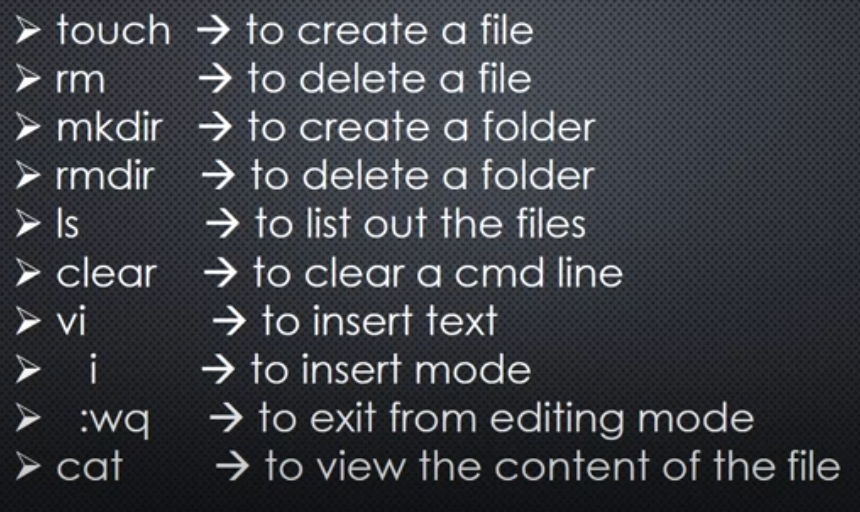 ➢ touch → to create a file
➢ rm → to delete a file
➢ mkdir → to create a folder
➢ rmdir → to delete a folder
➢ ls → to list out the files
➢ clear → to clear a cmd line
➢ vi → to insert text
➢ i → to insert mode
➢ :wq → to exit from editing mode
➢ cat → to view the content of the file